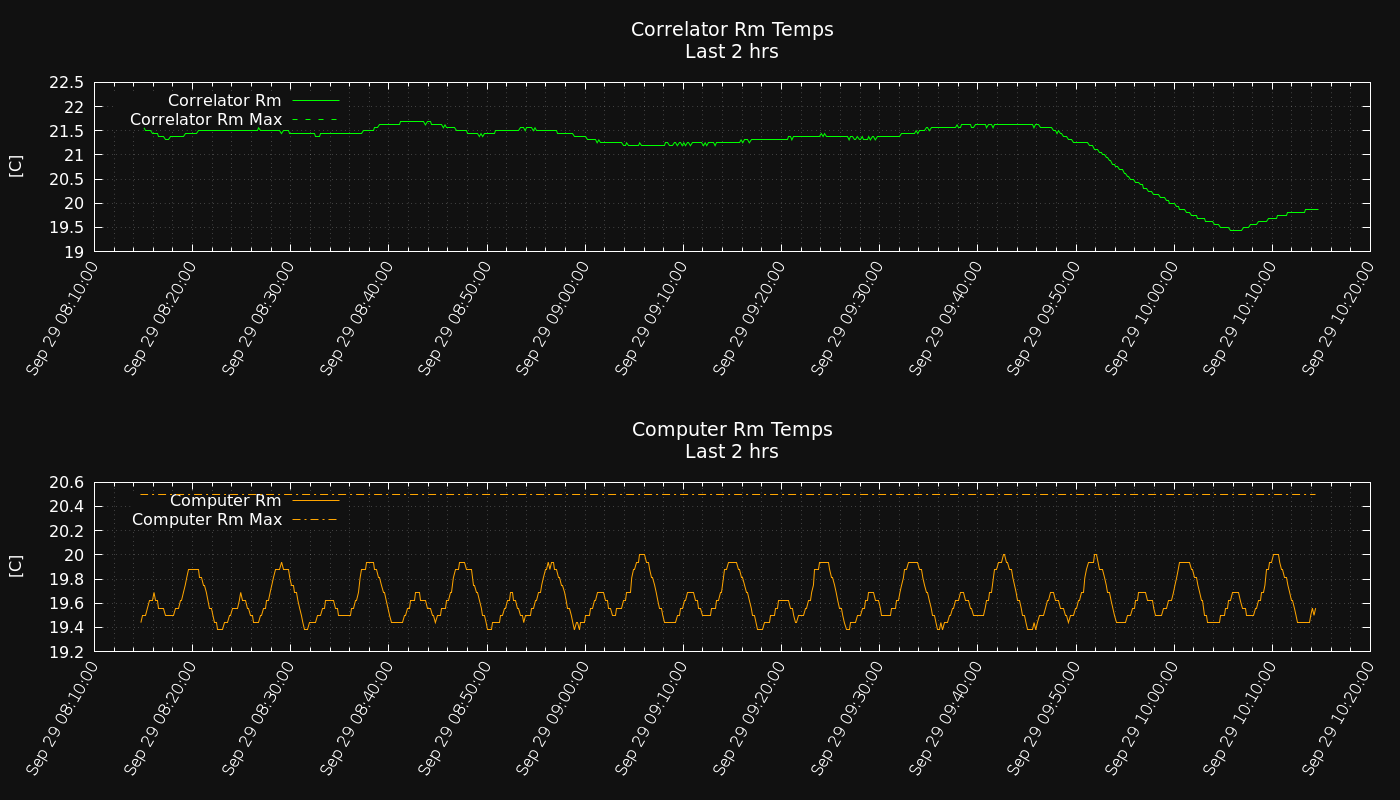 Correlator Rm Temps
Last 2 hrs
22.5
22
21.5
21
20.5
20
19.5
19
[C]
Correlator Rm
Correlator Rm Max
Sep 29 08:10:00
Sep 29 08:20:00
Sep 29 08:30:00
Sep 29 08:40:00
Sep 29 08:50:00
Sep 29 09:00:00
Sep 29 09:10:00
Sep 29 09:20:00
Sep 29 09:30:00
Sep 29 09:40:00
Sep 29 09:50:00
Sep 29 10:00:00
Sep 29 10:10:00
Sep 29 10:20:00
Computer Rm Temps
Last 2 hrs
20.6
20.4
20.2
20
19.8
19.6
19.4
19.2
[C]
Computer Rm
Computer Rm Max
Sep 29 08:10:00
Sep 29 08:20:00
Sep 29 08:30:00
Sep 29 08:40:00
Sep 29 08:50:00
Sep 29 09:00:00
Sep 29 09:10:00
Sep 29 09:20:00
Sep 29 09:30:00
Sep 29 09:40:00
Sep 29 09:50:00
Sep 29 10:00:00
Sep 29 10:10:00
Sep 29 10:20:00